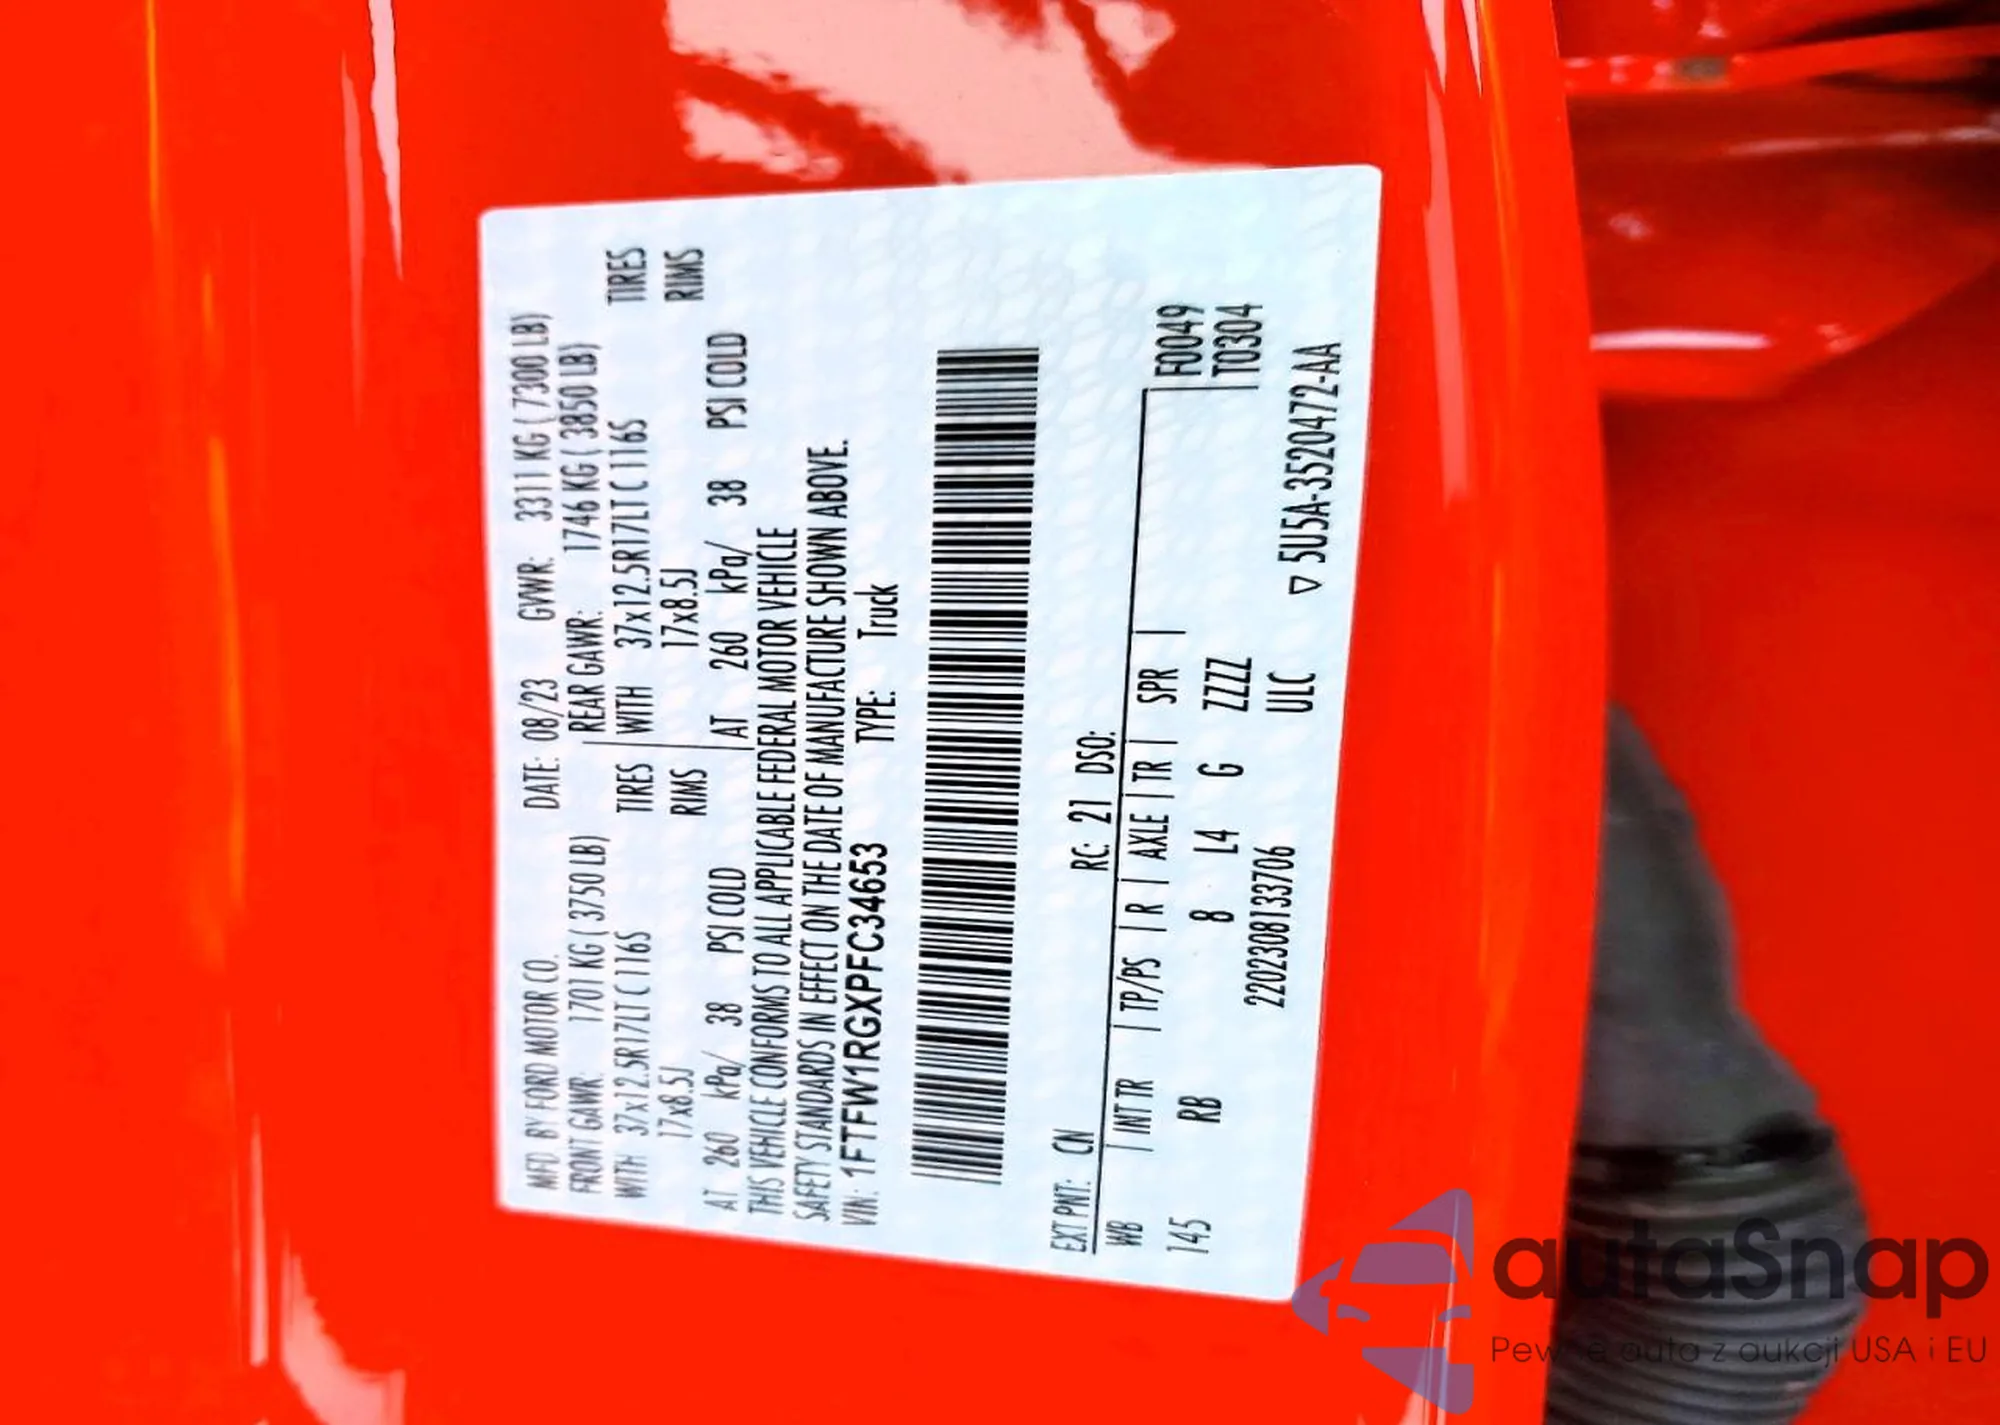 MFD. BY FORD MOTOR CO. DATE: 08/23 GVWR: 3311 KG ( 7300 LB)
FRONT GAWR: 1701 KG ( 3750 LB) REAR GAWR: 1746 KG ( 3850 LB)
WITH 37x12.5R17LT C 116S TIRES WITH 37x12.5R17LT C 116S TIRES
17x8.5J RIMS 17x8.5J RIMS
AT 260 kPa/ 38 PSI COLD AT 260 kPa/ 38 PSI COLD
THIS VEHICLE CONFORMS TO ALL APPLICABLE FEDERAL MOTOR VEHICLE
SAFETY STANDARDS IN EFFECT ON THE DATE OF MANUFACTURE SHOWN ABOVE.
VIN: 1FTFW1RGXPFC34653 TYPE: Truck
EXT PNT: CN RC: 21 DSO:
WB INT TR TP/PS R AXLE TR SPR F0049
145 RB 8 L4 G ZZZZ T0304
220230813 3706 ULC
▽ 5U5A-3520472-AA
autaSnap
Pewne auta z aukcji USA i EU